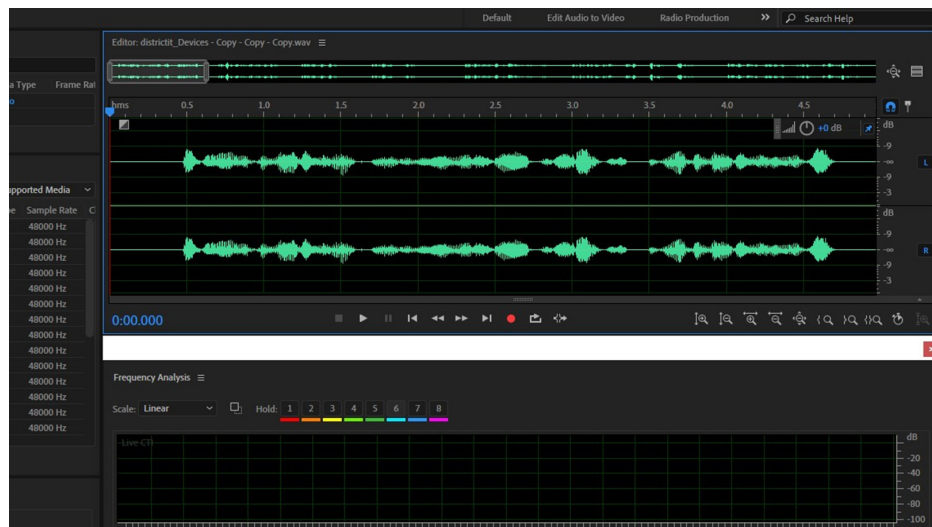 Default Edit Audio to Video Radio Production >> Search Help
Editor: districtit_Devices - Copy - Copy - Copy.wav
a Type Frame Rat
hms 0.5 1.0 1.5 2.0 2.5 3.0 3.5 4.0 4.5
+0 dB
dB
-9
-∞
-9
-3
L
dB
-9
-∞
-9
-3
R
upported Media
pe Sample Rate C
48000 Hz
48000 Hz
48000 Hz
48000 Hz
48000 Hz
48000 Hz
48000 Hz
48000 Hz
48000 Hz
48000 Hz
48000 Hz
48000 Hz
48000 Hz
48000 Hz
0:00.000
Frequency Analysis
Scale: Linear Hold: 1 2 3 4 5 6 7 8
Live CTI
dB
-20
-40
-60
-80
-100